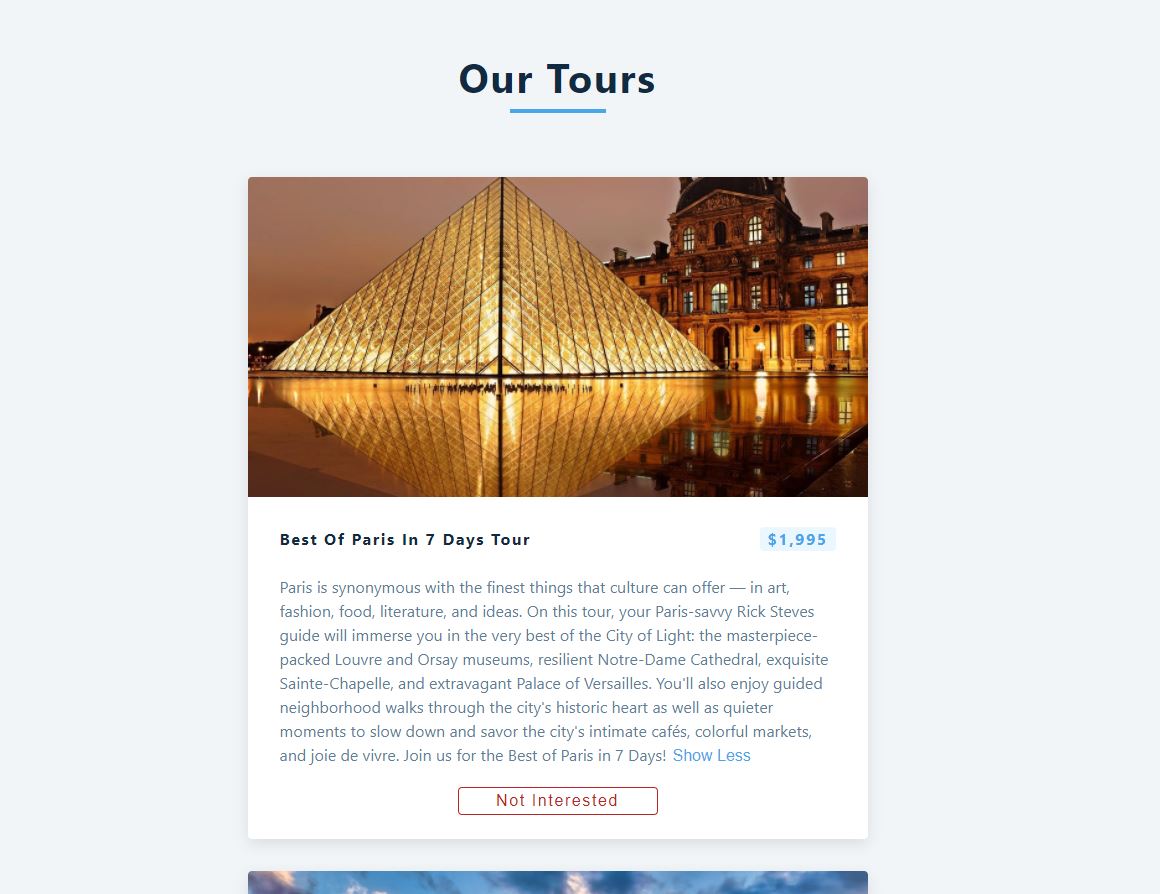 Our Tours
Best Of Paris In 7 Days Tour
$1,995
Paris is synonymous with the finest things that culture can offer — in art,
fashion, food, literature, and ideas. On this tour, your Paris-savvy Rick Steves
guide will immerse you in the very best of the City of Light: the masterpiece-
packed Louvre and Orsay museums, resilient Notre-Dame Cathedral, exquisite
Sainte-Chapelle, and extravagant Palace of Versailles. You'll also enjoy guided
neighborhood walks through the city's historic heart as well as quieter
moments to slow down and savor the city's intimate cafés, colorful markets,
and joie de vivre. Join us for the Best of Paris in 7 Days! Show Less
Not Interested